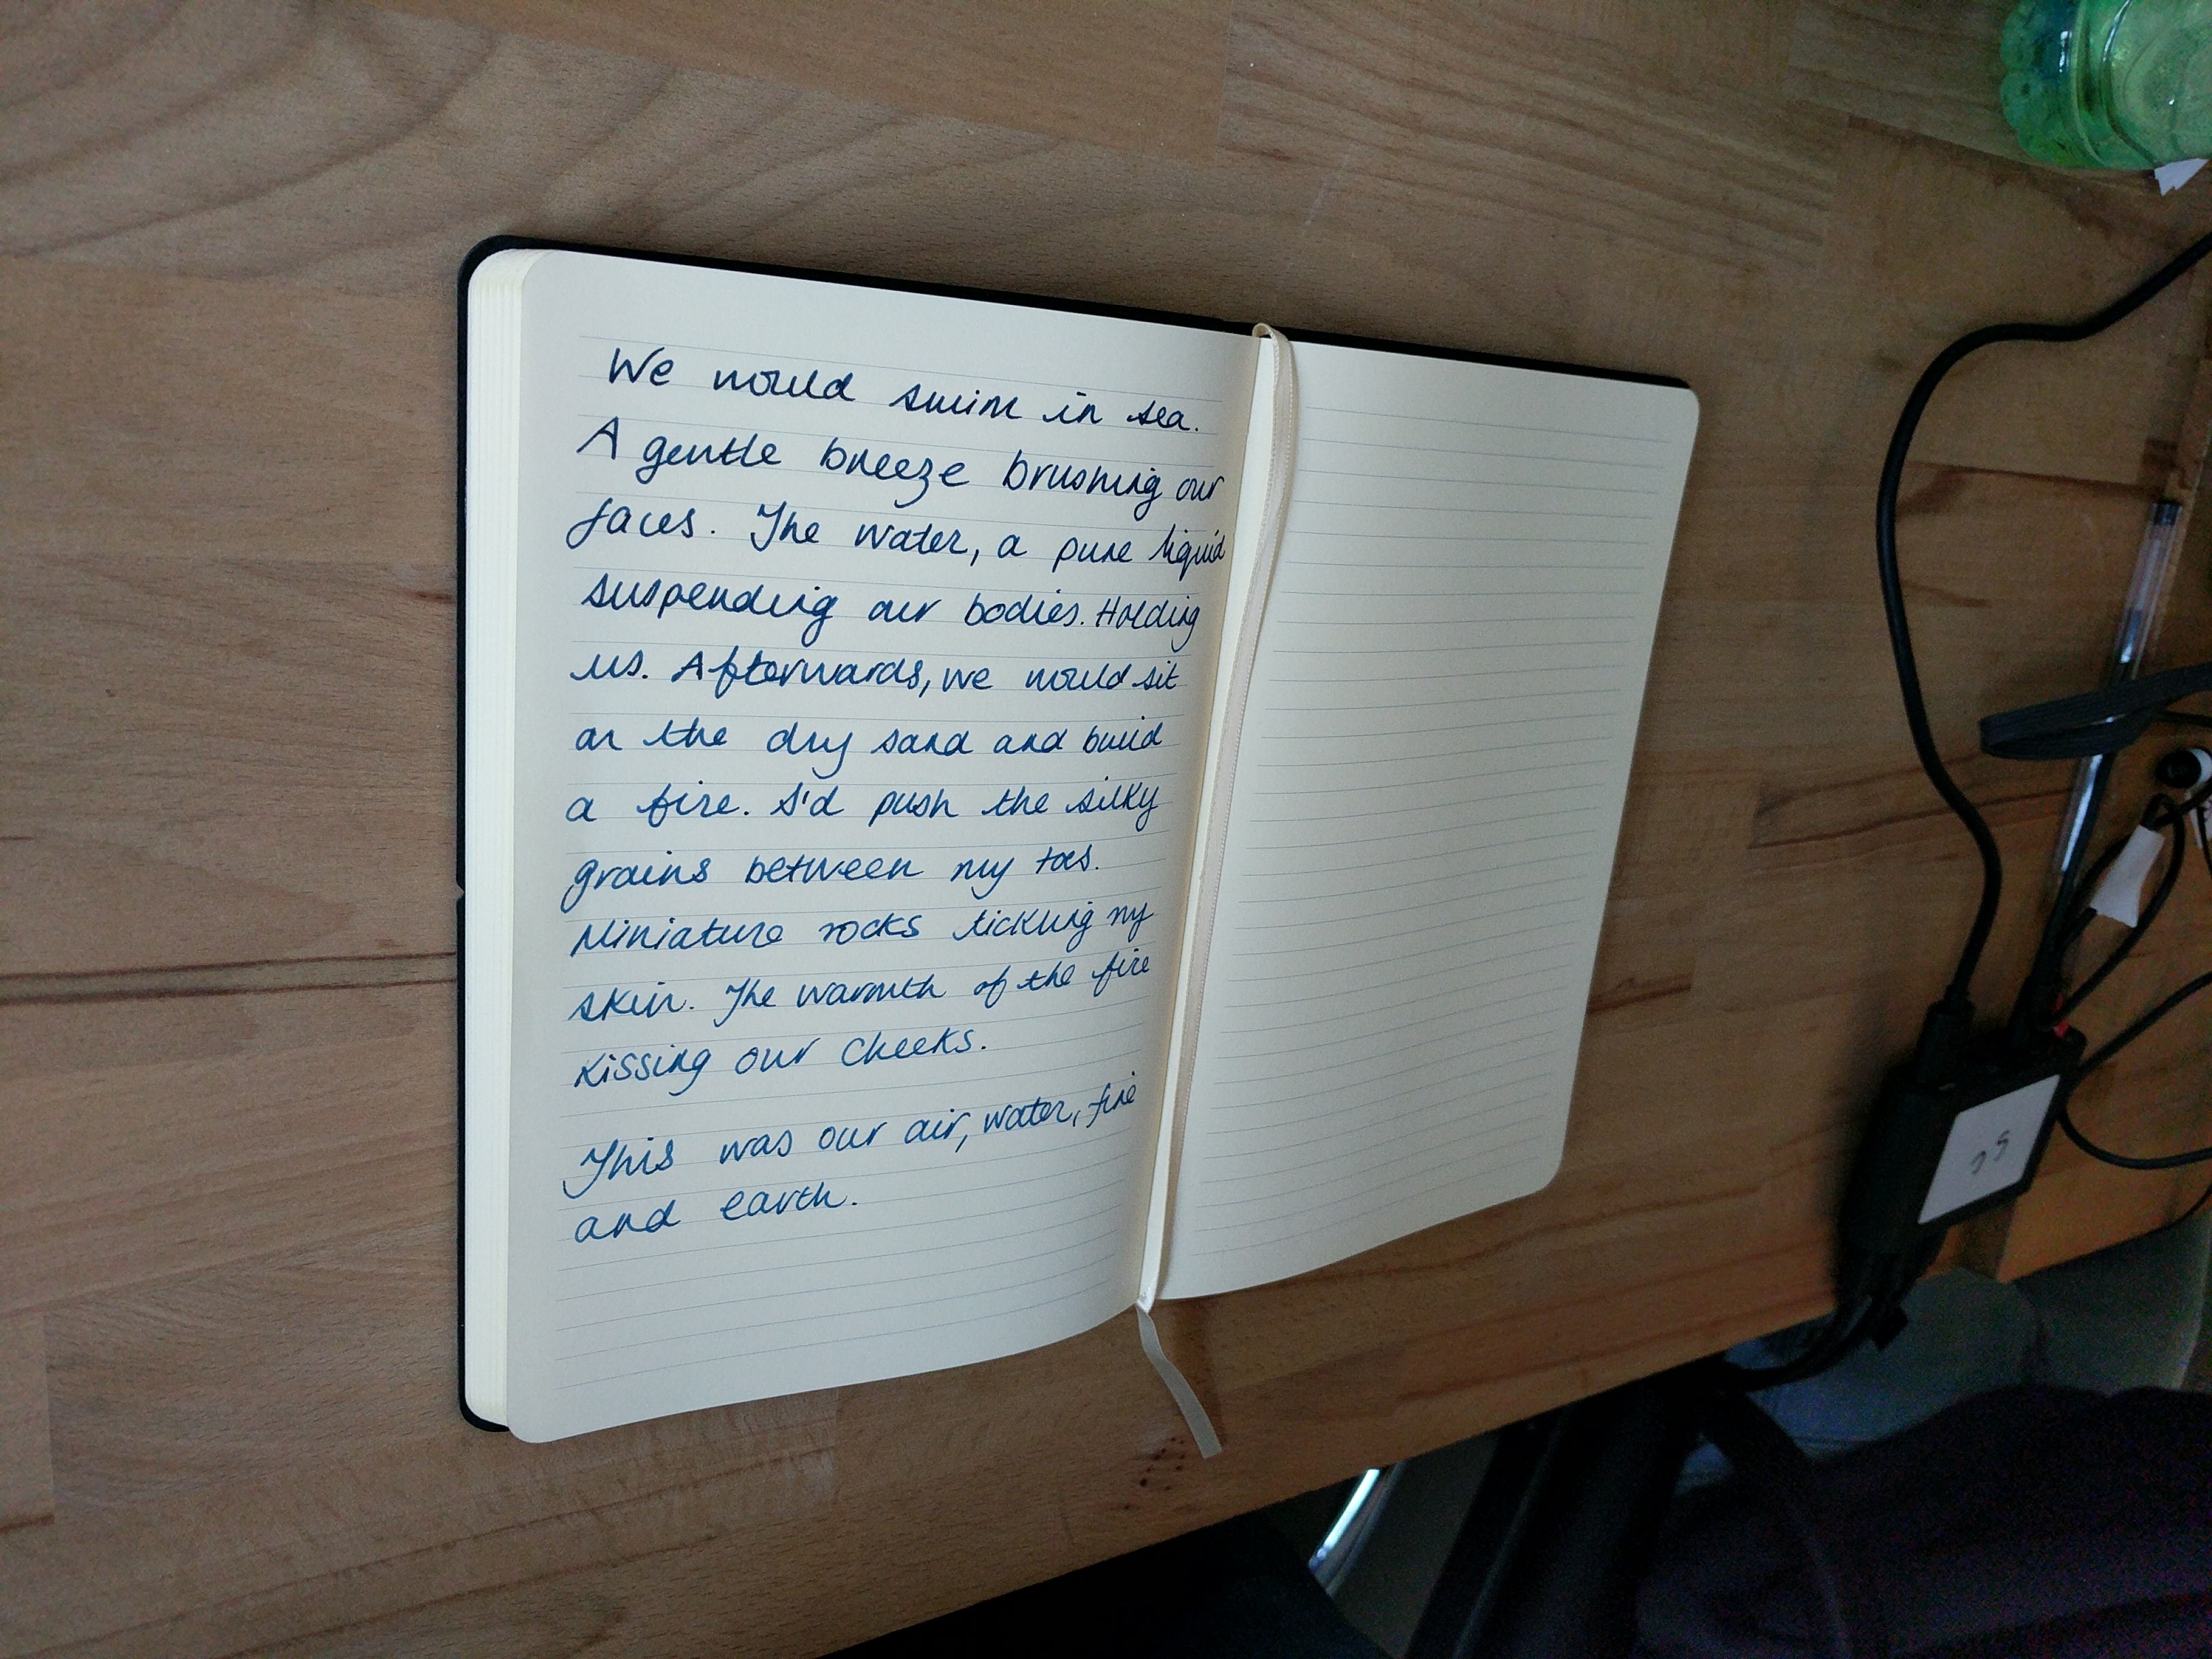 We would swim in sea.
A gentle breeze brushing our
faces. The water, a pure liquid
suspending our bodies. Holding
us. Afterwards, we would sit
on the dry sand and build
a fire. I'd push the silky
grains between my toes.
Miniature rocks tickling my
skin. The warmth of the fire
kissing our cheeks.
This was our air, water, fire
and earth.